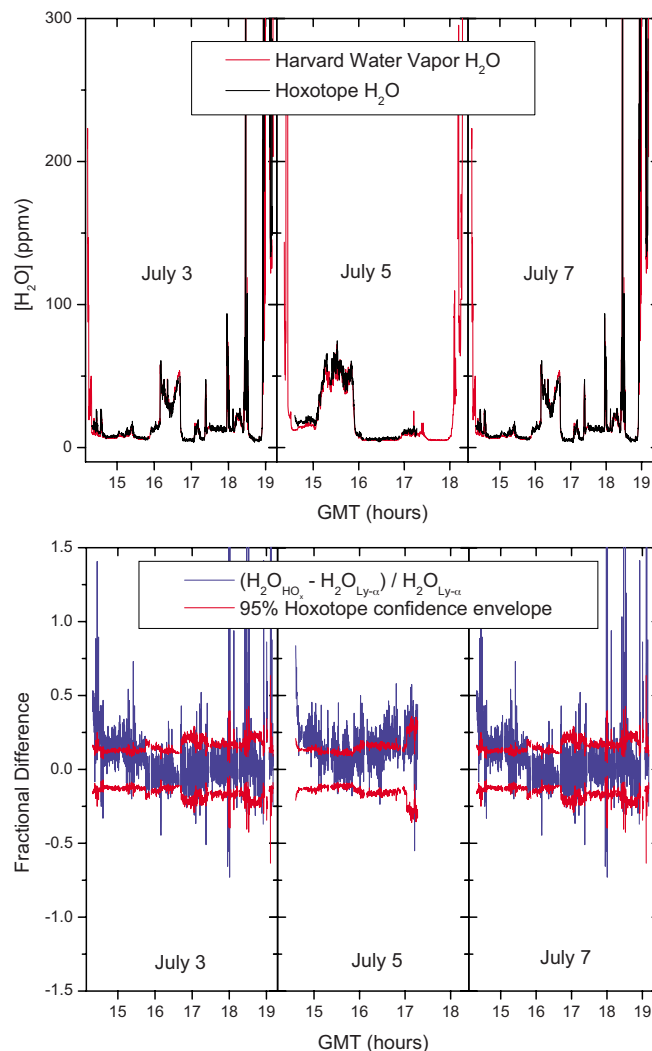 300
200
100
0
[H₂O] (ppmv)
Harvard Water Vapor H₂O
Hoxotope H₂O
July 3
July 5
July 7
15 16 17 18 19 15 16 17 18 15 16 17 18 19
GMT (hours)
1.5
1.0
0.5
0.0
-0.5
-1.0
-1.5
Fractional Difference
(H₂O_HOₓ - H₂O_Ly-α) / H₂O_Ly-α
95% Hoxotope confidence envelope
July 3
July 5
July 7
15 16 17 18 19 15 16 17 18 15 16 17 18 19
GMT (hours)